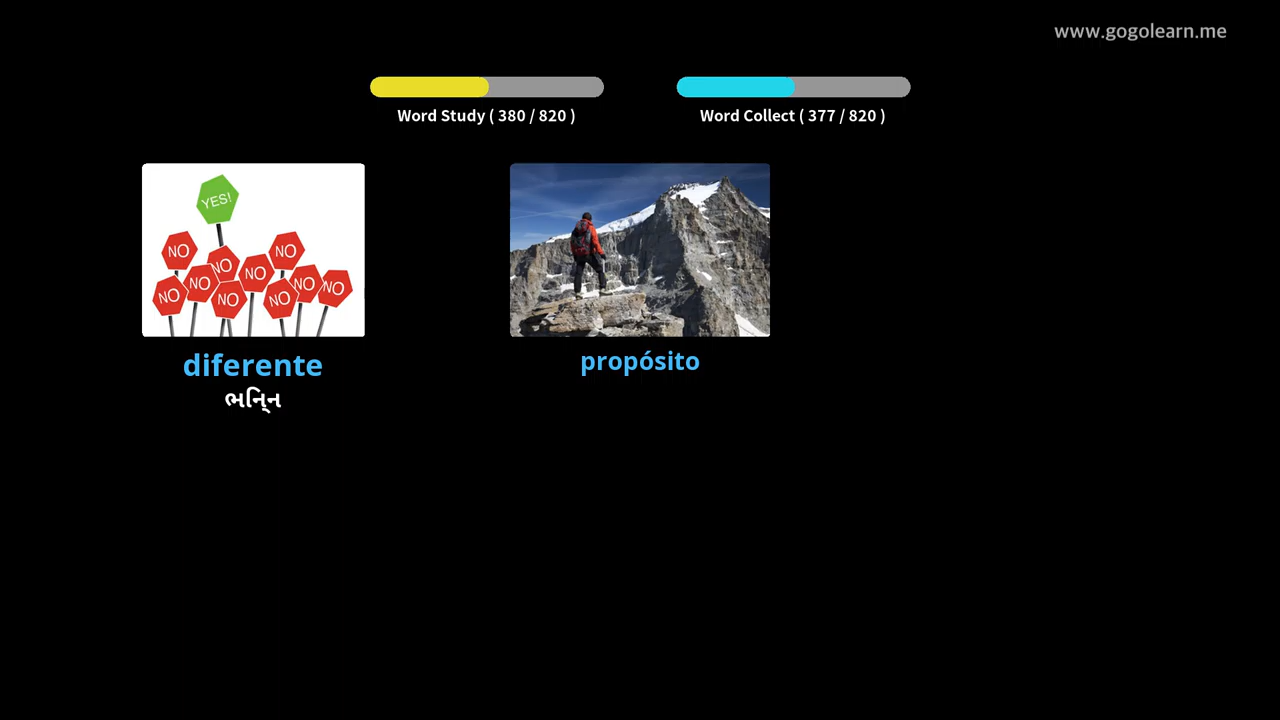 www.gogolearn.me
Word Study ( 380 / 820 )
Word Collect ( 377 / 820 )
YES!
NO
NO
NO
NO
NO
NO
NO
NO
NO
NO
diferente
ભિન્ન
propósito